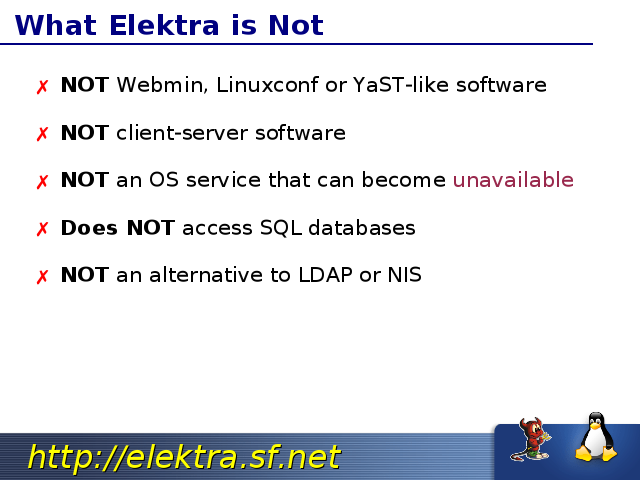 What Elektra is Not
✗ NOT Webmin, Linuxconf or YaST-like software
✗ NOT client-server software
✗ NOT an OS service that can become unavailable
✗ Does NOT access SQL databases
✗ NOT an alternative to LDAP or NIS
http://elektra.sf.net